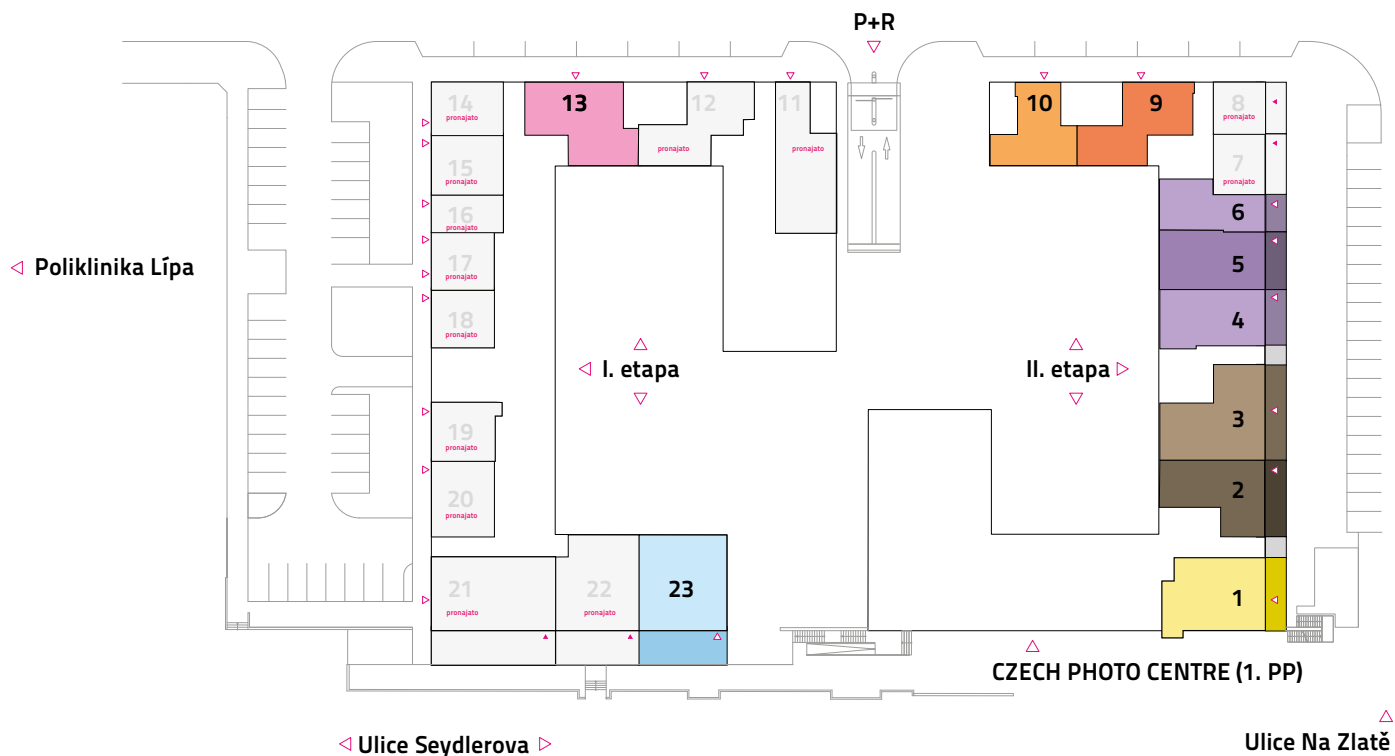 P+R
14
pronajato
13
12
pronajato
11
pronajato
10
9
8
pronajato
15
pronajato
7
pronajato
16
pronajato
6
17
pronajato
5
Poliklinika Lípa
18
pronajato
4
I. etapa
II. etapa
19
pronajato
3
20
pronajato
2
21
pronajato
22
pronajato
23
1
CZECH PHOTO CENTRE (1. PP)
Ulice Seydlerova
Ulice Na Zlatě